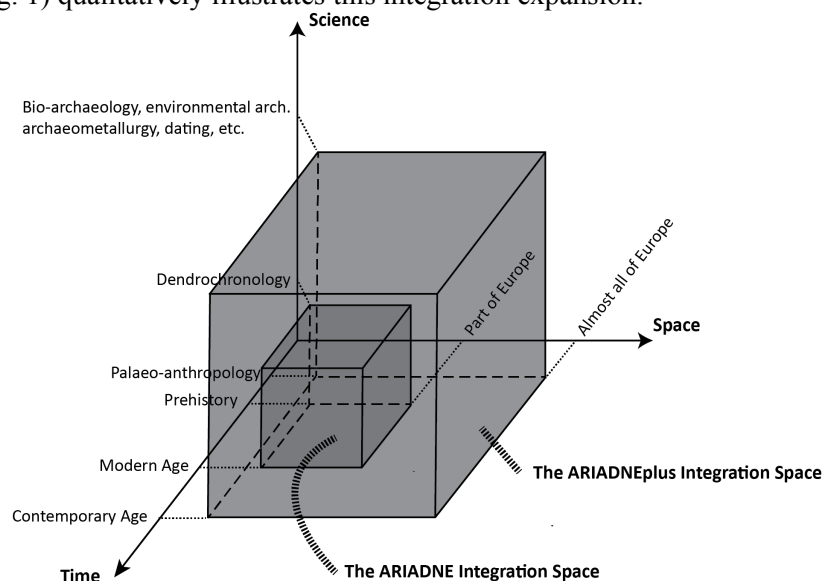 g. 1) qualitatively illustrates this integration expansion.
Science
Bio-archaeology, environmental arch.
archaeometallurgy, dating, etc.
Dendrochronology
Part of Europe
Almost all of Europe
Space
Palaeo-anthropology
Prehistory
Modern Age
The ARIADNEplus Integration Space
Contemporary Age
Time
The ARIADNE Integration Space